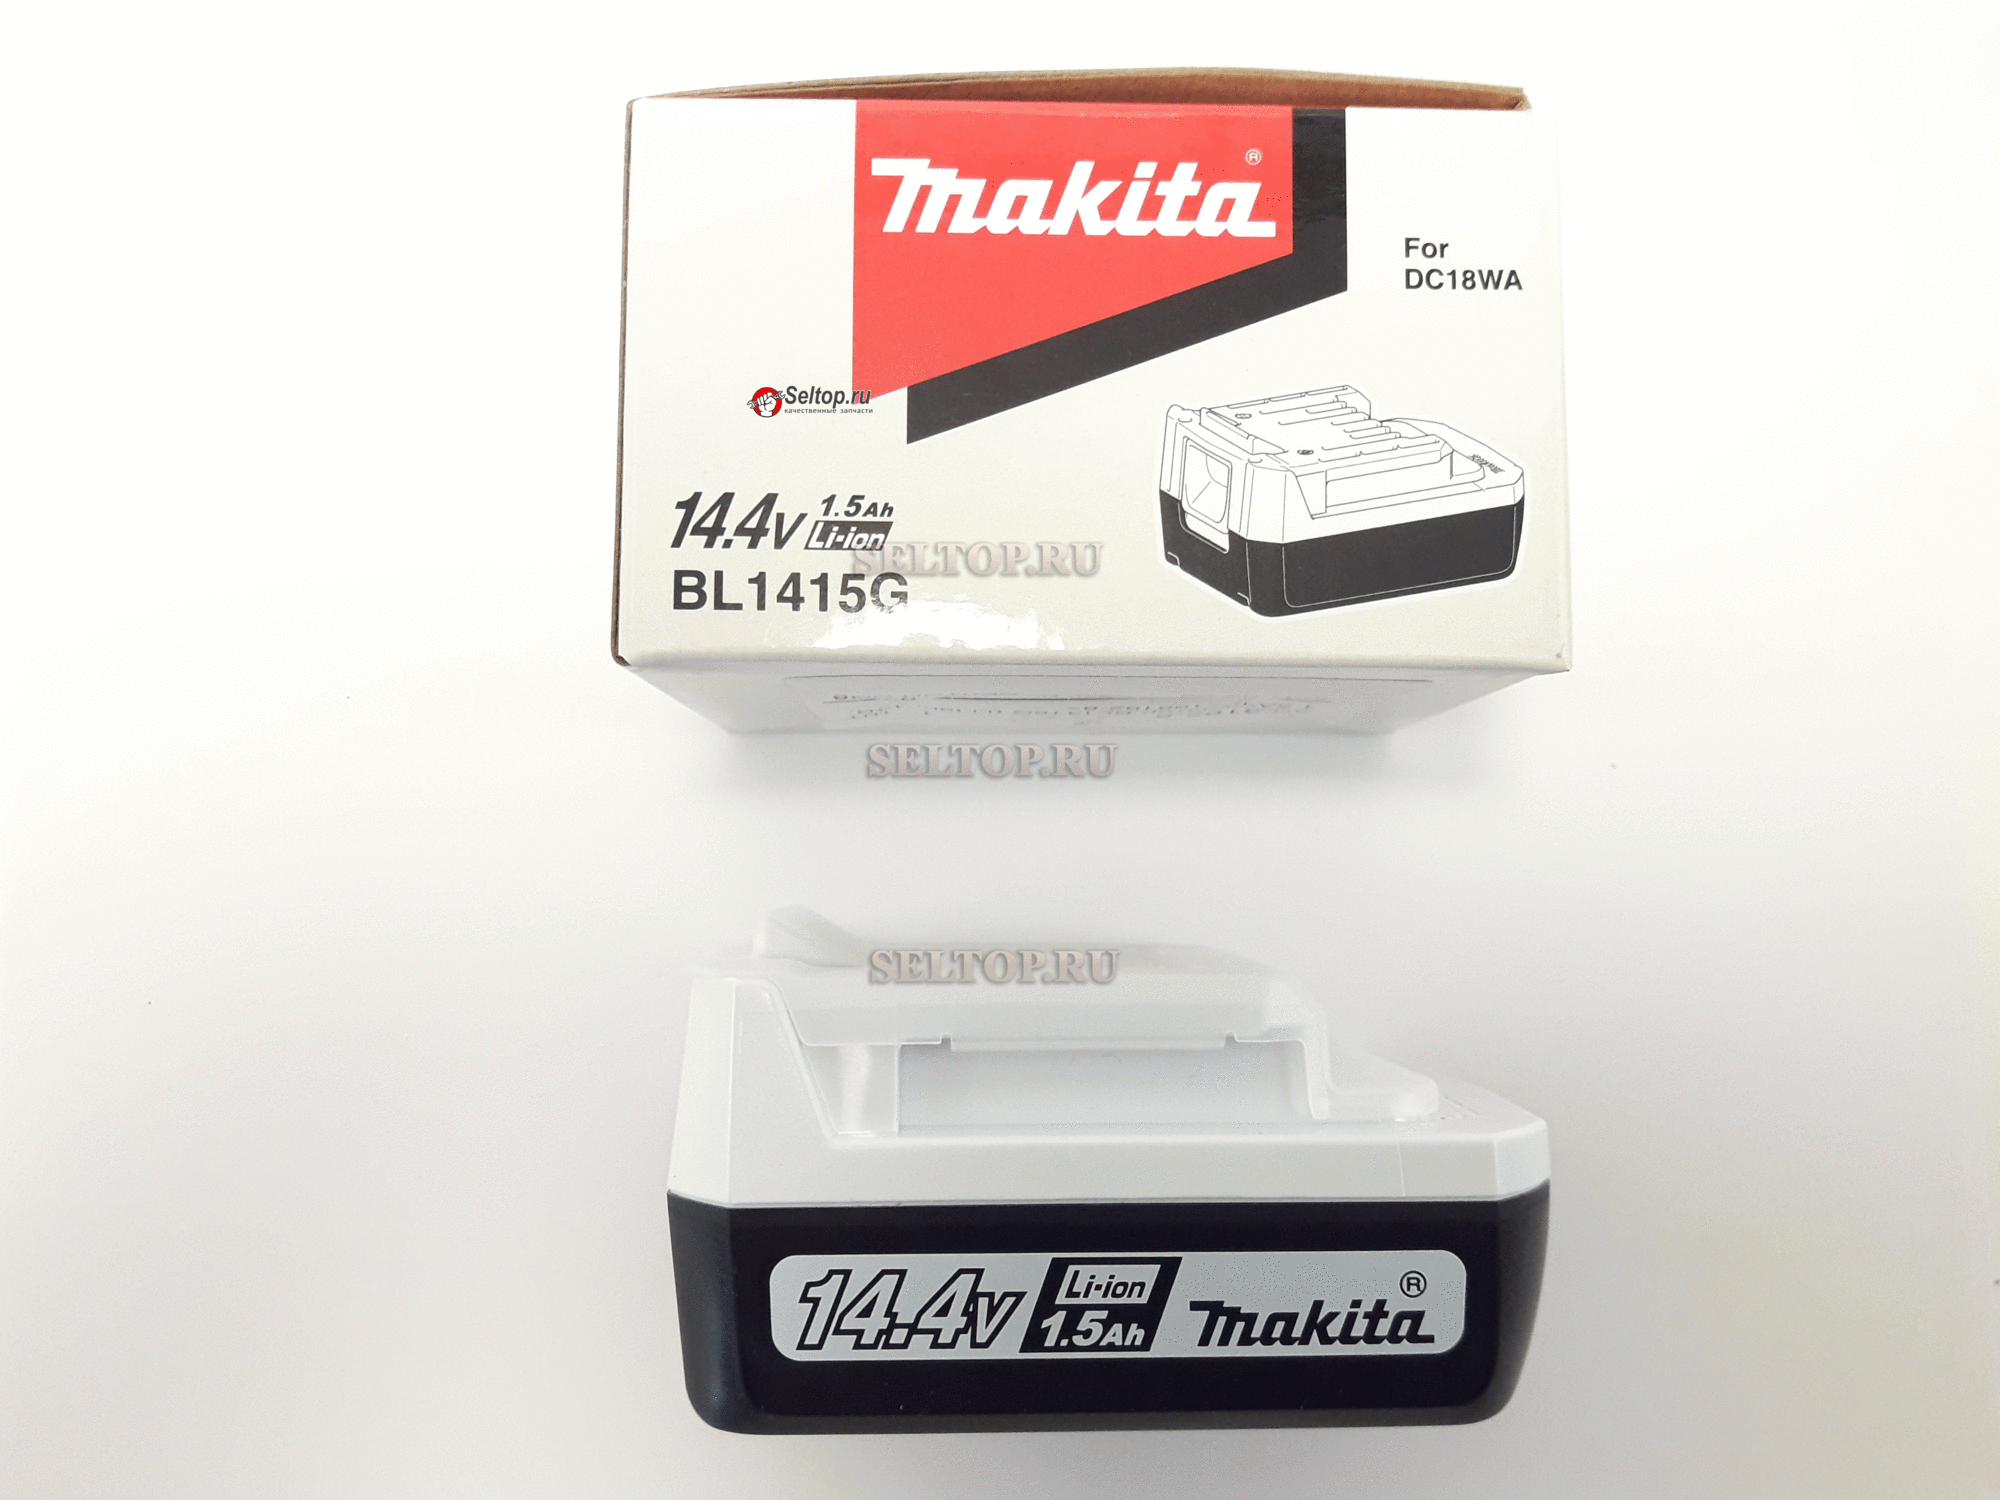 makita®
For
DC18WA
Seltop.ru
качественные запчасти
14.4V 1.5Ah
Li-ion
SELTOP.RU
BL1415G
SELTOP.RU
SELTOP.RU
14.4V Li-ion 1.5Ah makita®